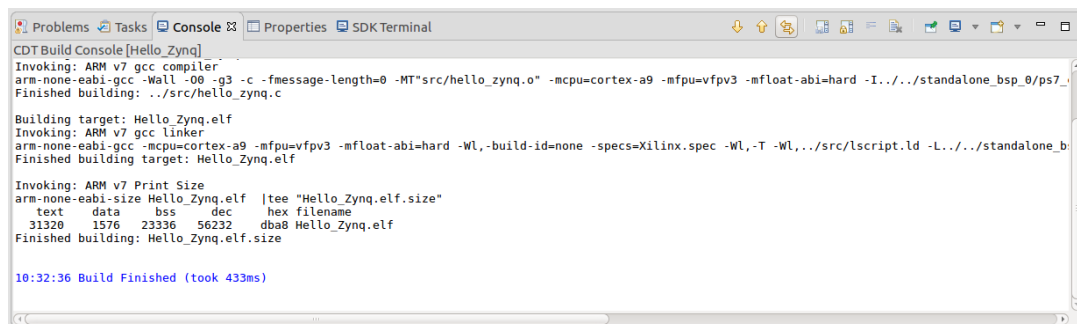 Problems Tasks Console Properties SDK Terminal
CDT Build Console [Hello_Zynq]
Invoking: ARM v7 gcc compiler
arm-none-eabi-gcc -Wall -O0 -g3 -c -fmessage-length=0 -MT"src/hello_zynq.o" -mcpu=cortex-a9 -mfpu=vfpv3 -mfloat-abi=hard -I../../standalone_bsp_0/ps7_
Finished building: ../src/hello_zynq.c
Building target: Hello_Zynq.elf
Invoking: ARM v7 gcc linker
arm-none-eabi-gcc -mcpu=cortex-a9 -mfpu=vfpv3 -mfloat-abi=hard -Wl,-build-id=none -specs=Xilinx.spec -Wl,-T -Wl,../src/lscript.ld -L../../standalone_b
Finished building target: Hello_Zynq.elf
Invoking: ARM v7 Print Size
arm-none-eabi-size Hello_Zynq.elf |tee "Hello_Zynq.elf.size"
text data bss dec hex filename
31320 1576 23336 56232 dba8 Hello_Zynq.elf
Finished building: Hello_Zynq.elf.size
10:32:36 Build Finished (took 433ms)